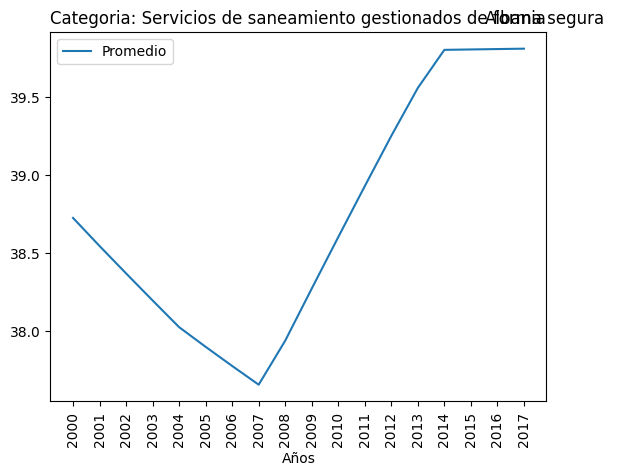 Categoria: Servicios de saneamiento gestionados de forma segura
Albania
Promedio
39.5
39.0
38.5
38.0
2000 2001 2002 2003 2004 2005 2006 2007 2008 2009 2010 2011 2012 2013 2014 2015 2016 2017
Años